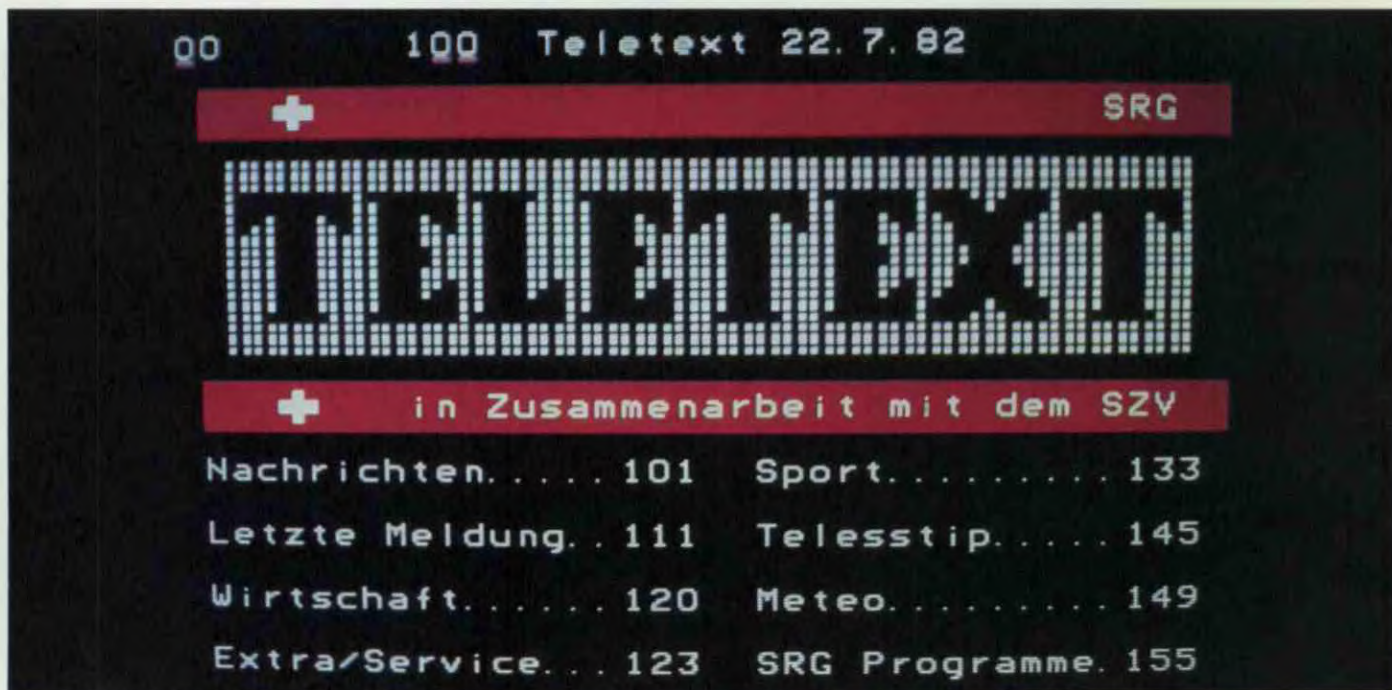 00 100 Teletext 22. 7. 82
SRG
TELETEXT
in Zusammenarbeit mit dem SZV
Nachrichten..... 101 Sport......... 133
Letzte Meldung.. 111 Telesstip..... 145
Wirtschaft...... 120 Meteo.......... 149
Extra/Service... 123 SRG Programme. 155